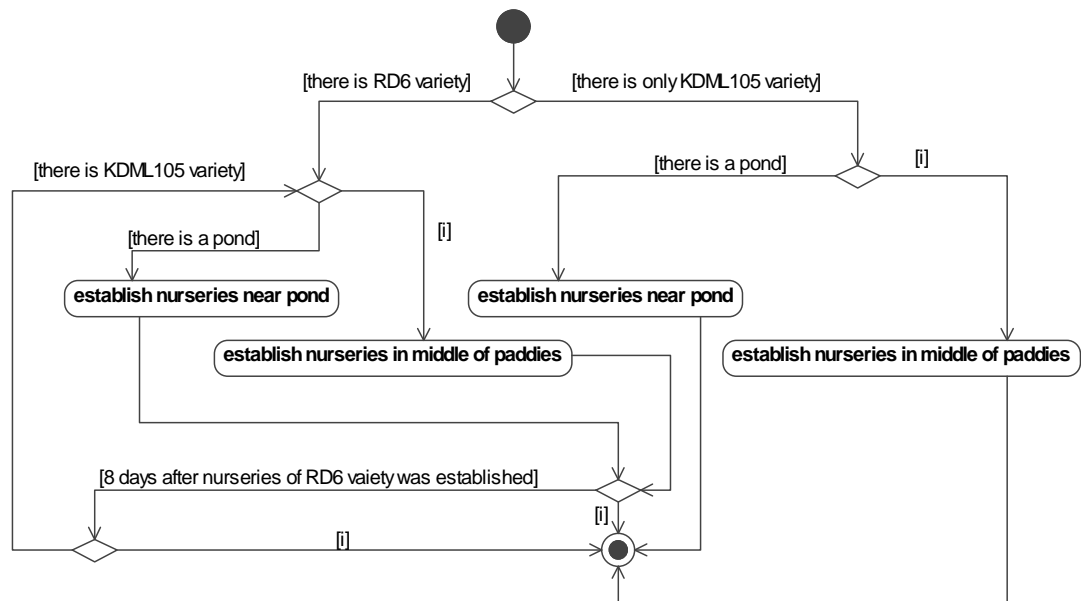 [there is RD6 variety]
[there is only KDML105 variety]
[there is KDML105 variety]
[there is a pond]
[i]
[there is a pond]
[i]
establish nurseries near pond
establish nurseries near pond
establish nurseries in middle of paddies
establish nurseries in middle of paddies
[8 days after nurseries of RD6 vaiety was established]
[i]
[i]